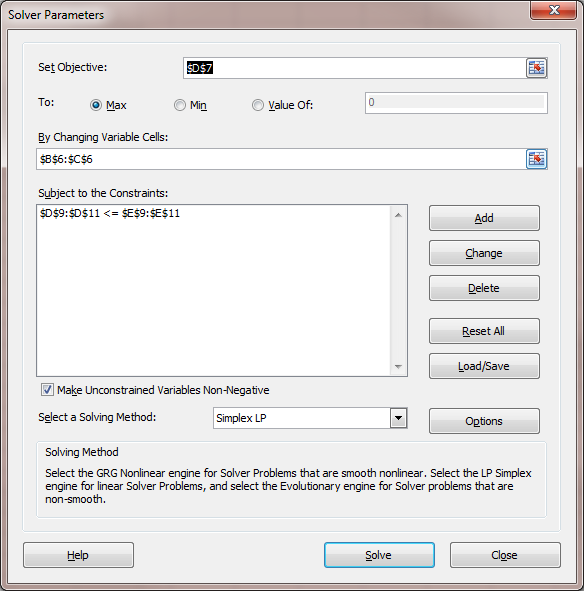 Solver Parameters
Set Objective:
$D$7
To:
Max
Min
Value Of:
0
By Changing Variable Cells:
$B$6:$C$6
Subject to the Constraints:
$D$9:$D$11 <= $E$9:$E$11
Add
Change
Delete
Reset All
Load/Save
Make Unconstrained Variables Non-Negative
Select a Solving Method:
Simplex LP
Options
Solving Method
Select the GRG Nonlinear engine for Solver Problems that are smooth nonlinear. Select the LP Simplex
engine for linear Solver Problems, and select the Evolutionary engine for Solver problems that are
non-smooth.
Help
Solve
Close